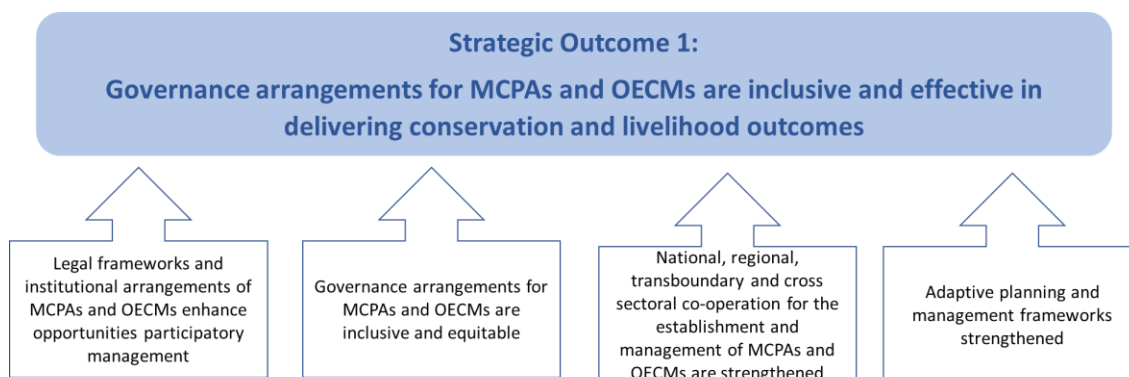 Strategic Outcome 1:
Governance arrangements for MCPAs and OECMs are inclusive and effective in
delivering conservation and livelihood outcomes
Legal frameworks and
institutional arrangements of
MCPAs and OECMs enhance
opportunities participatory
management
Governance arrangements for
MCPAs and OECMs are
inclusive and equitable
National, regional,
transboundary and cross
sectoral co-operation for the
establishment and
management of MCPAs and
OECMs are strengthened
Adaptive planning and
management frameworks
strengthened